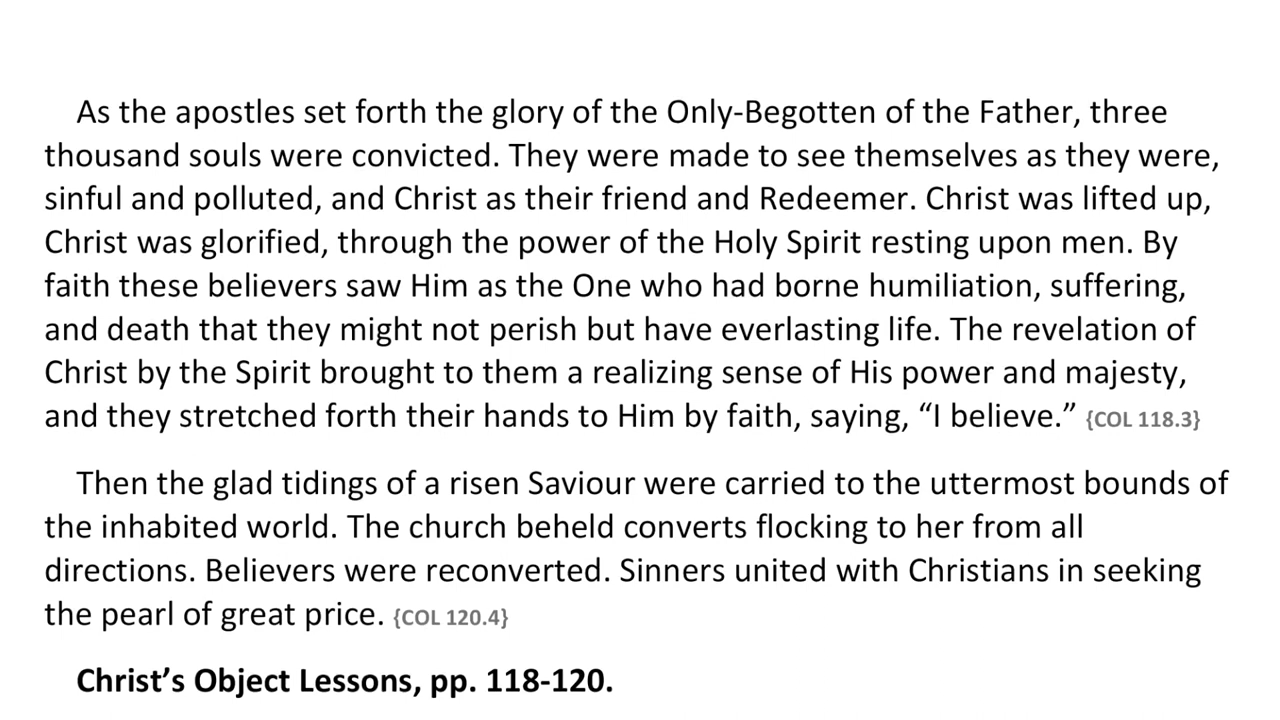 As the apostles set forth the glory of the Only-Begotten of the Father, three
thousand souls were convicted. They were made to see themselves as they were,
sinful and polluted, and Christ as their friend and Redeemer. Christ was lifted up,
Christ was glorified, through the power of the Holy Spirit resting upon men. By
faith these believers saw Him as the One who had borne humiliation, suffering,
and death that they might not perish but have everlasting life. The revelation of
Christ by the Spirit brought to them a realizing sense of His power and majesty,
and they stretched forth their hands to Him by faith, saying, “I believe.” {COL 118.3}
Then the glad tidings of a risen Saviour were carried to the uttermost bounds of
the inhabited world. The church beheld converts flocking to her from all
directions. Believers were reconverted. Sinners united with Christians in seeking
the pearl of great price. {COL 120.4}
Christ’s Object Lessons, pp. 118-120.